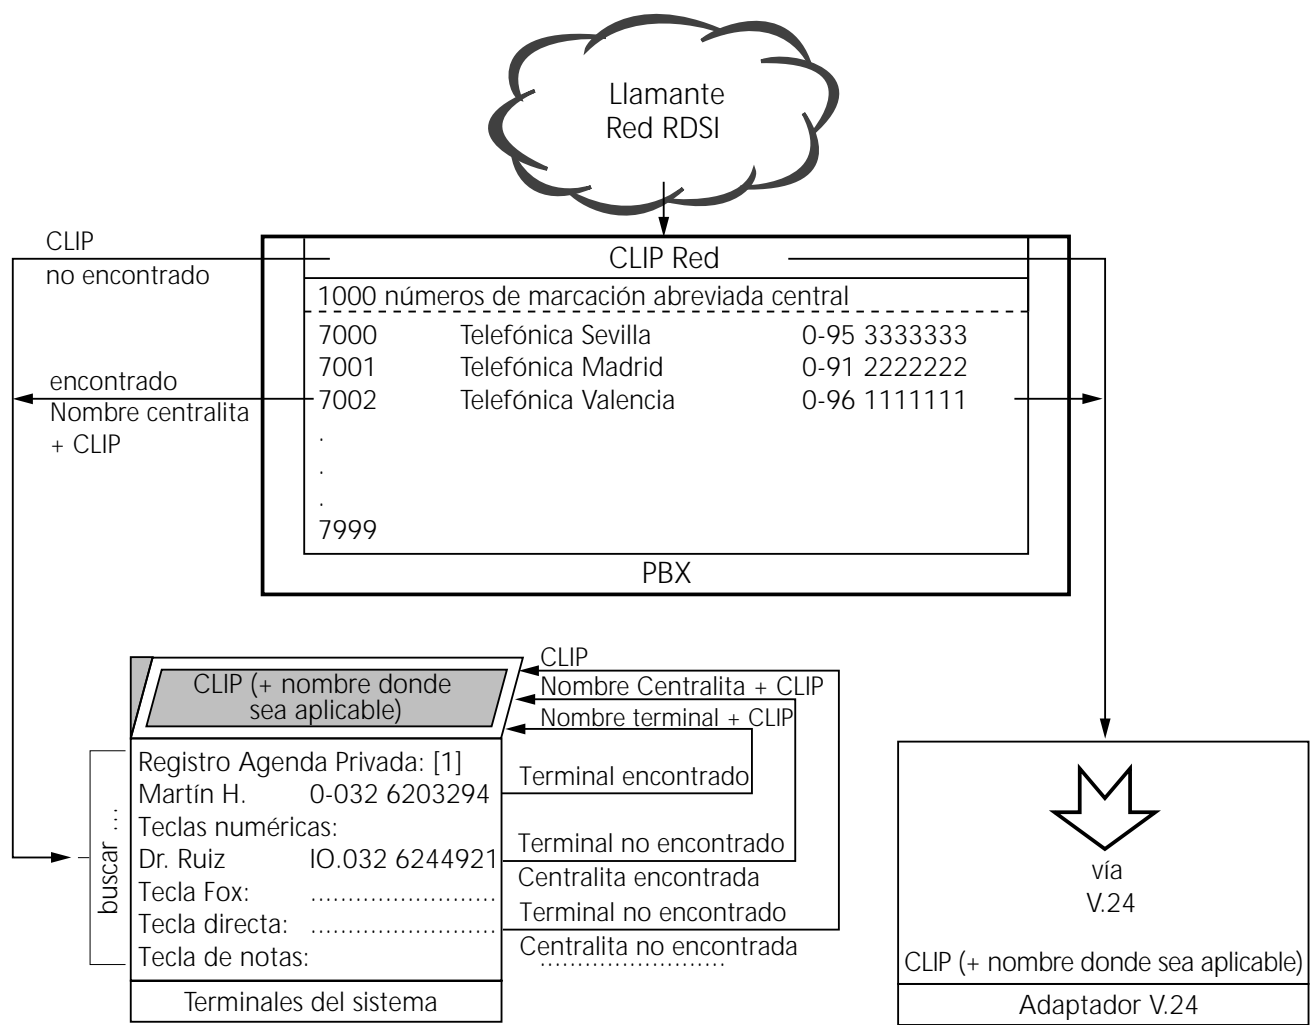 Llamante
Red RDSI
CLIP
no encontrado
CLIP Red
1000 números de marcación abreviada central
7000 Telefónica Sevilla 0-95 3333333
7001 Telefónica Madrid 0-91 2222222
7002 Telefónica Valencia 0-96 1111111
.
.
.
7999
PBX
encontrado
Nombre centralita
+ CLIP
CLIP (+ nombre donde
sea aplicable)
CLIP
Nombre Centralita + CLIP
Nombre terminal + CLIP
buscar ...
Registro Agenda Privada: [1]
Martín H. 0-032 6203294
Teclas numéricas:
Dr. Ruiz IO.032 6244921
Tecla Fox: .........................
Tecla directa: .........................
Tecla de notas:
Terminales del sistema
Terminal encontrado
Terminal no encontrado
Centralita encontrada
Terminal no encontrado
Centralita no encontrada
.........................
vía
V.24
CLIP (+ nombre donde sea aplicable)
Adaptador V.24